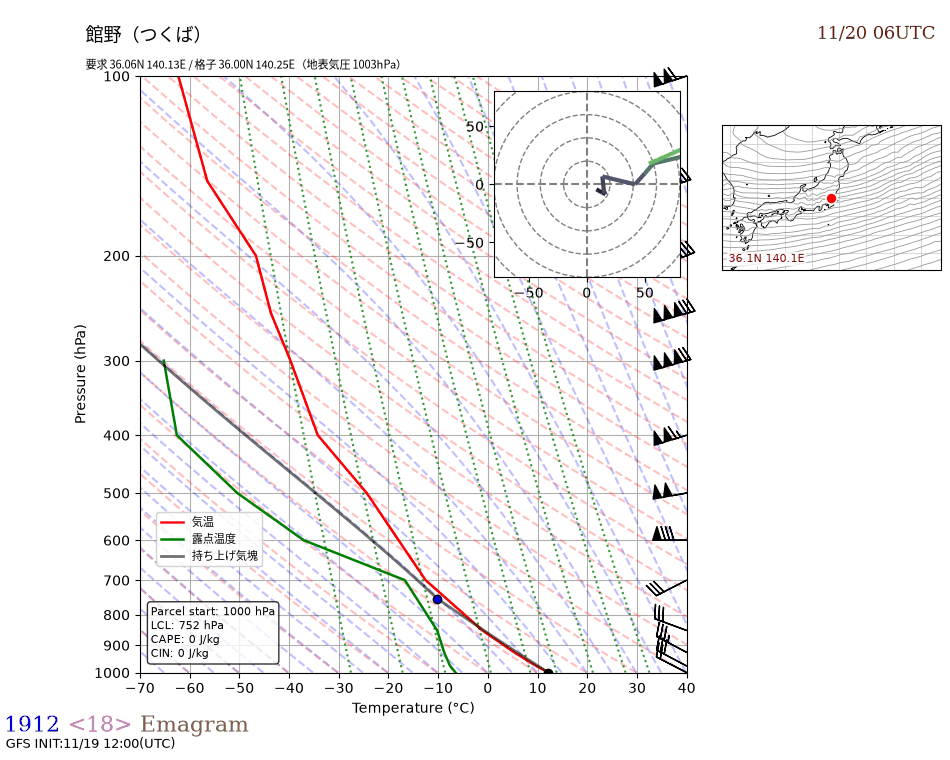 館野（つくば）
11/20 06UTC
要求 36.06N 140.13E / 格子 36.00N 140.25E（地表気圧 1003hPa）
100
200
300
400
500
600
700
800
900
1000
Pressure (hPa)
50
0
−50
−50 0 50
36.1N 140.1E
気温
露点温度
持ち上げ気塊
Parcel start: 1000 hPa
LCL: 752 hPa
CAPE: 0 J/kg
CIN: 0 J/kg
−70 −60 −50 −40 −30 −20 −10 0 10 20 30 40
Temperature (°C)
1912 <18> Emagram
GFS INIT:11/19 12:00(UTC)